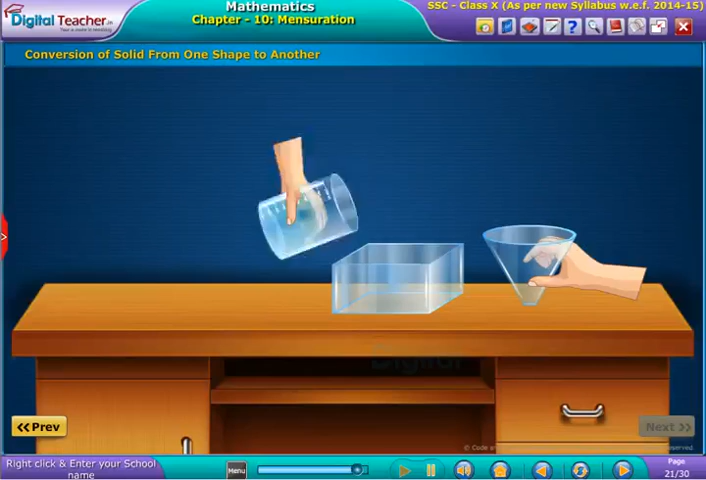 Digital Teacher.in
Mathematics
Chapter - 10: Mensuration
SSC - Class X (As per new Syllabus w.e.f. 2014-15)
Conversion of Solid From One Shape to Another
Digital
<< Prev
Next >>
Right click & Enter your School
name
Menu
Page
21/30